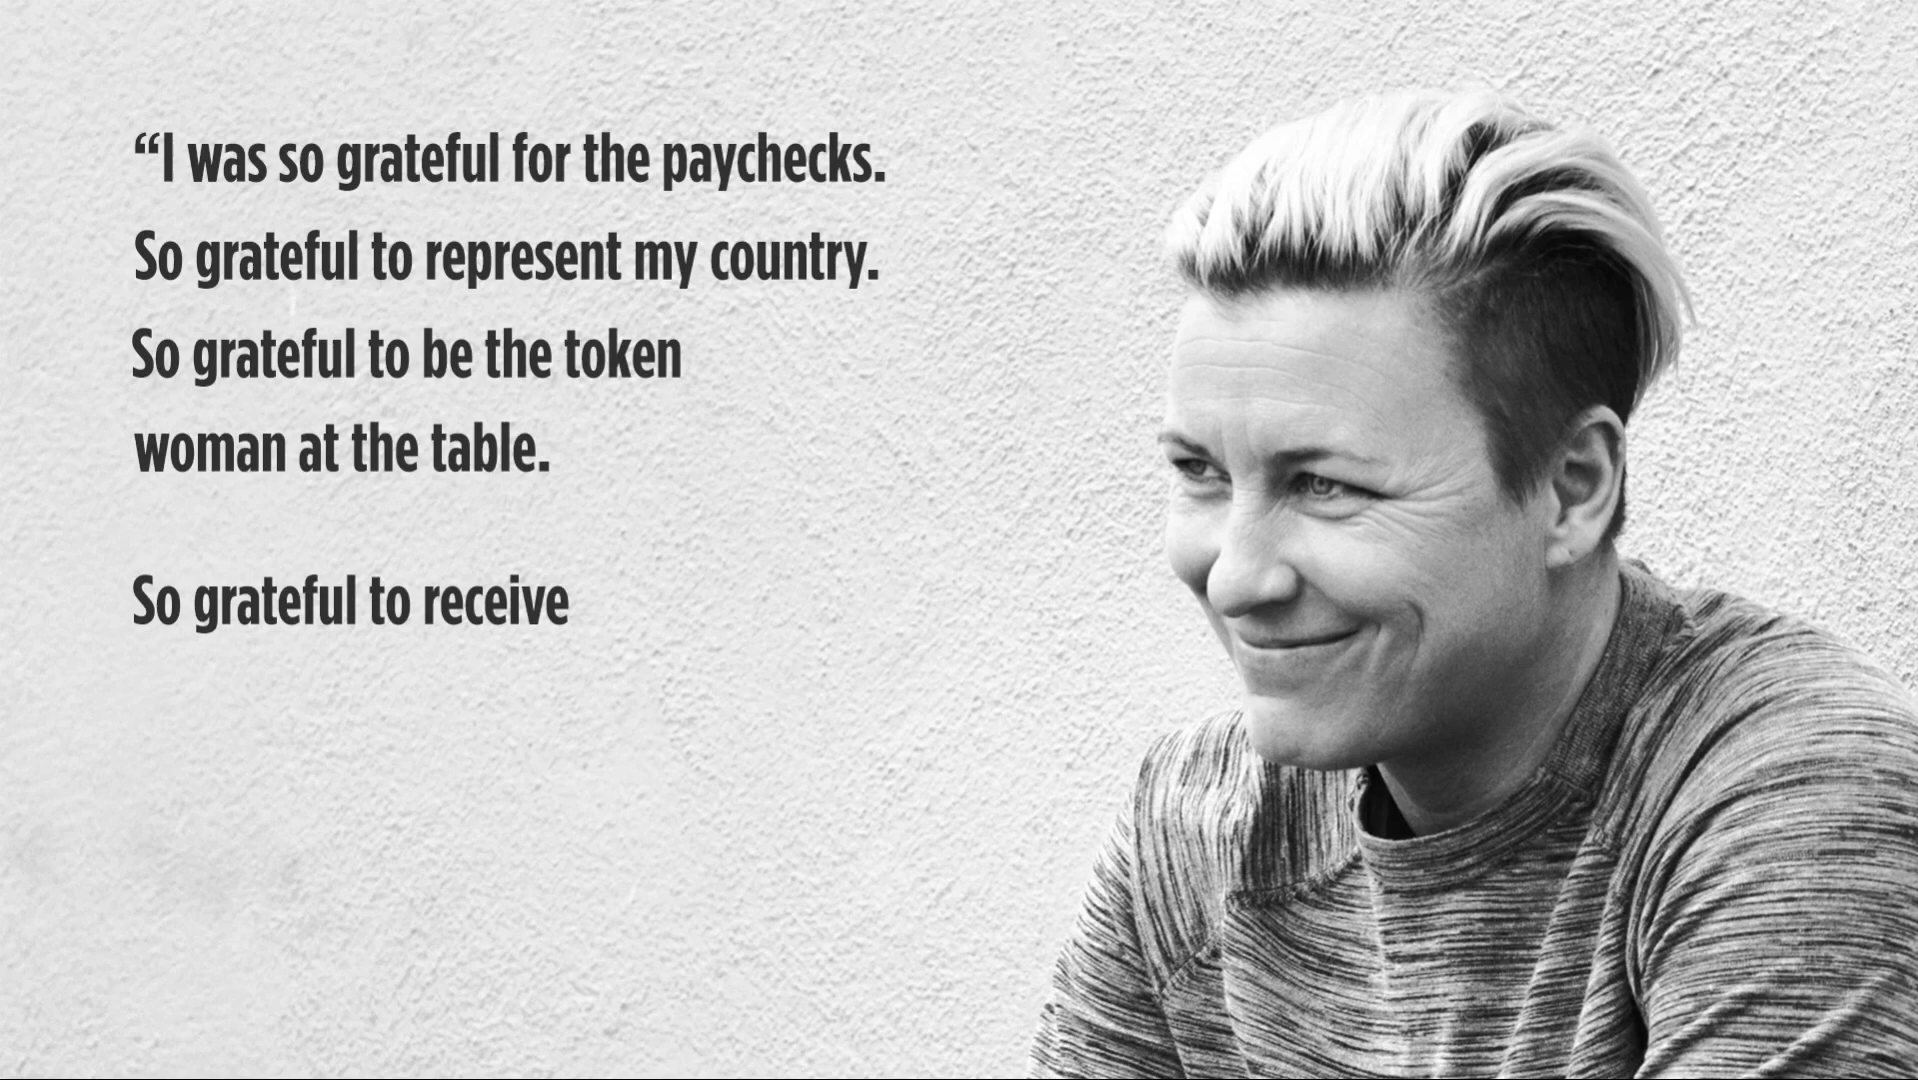 “I was so grateful for the paychecks.
So grateful to represent my country.
So grateful to be the token
woman at the table.
So grateful to receive